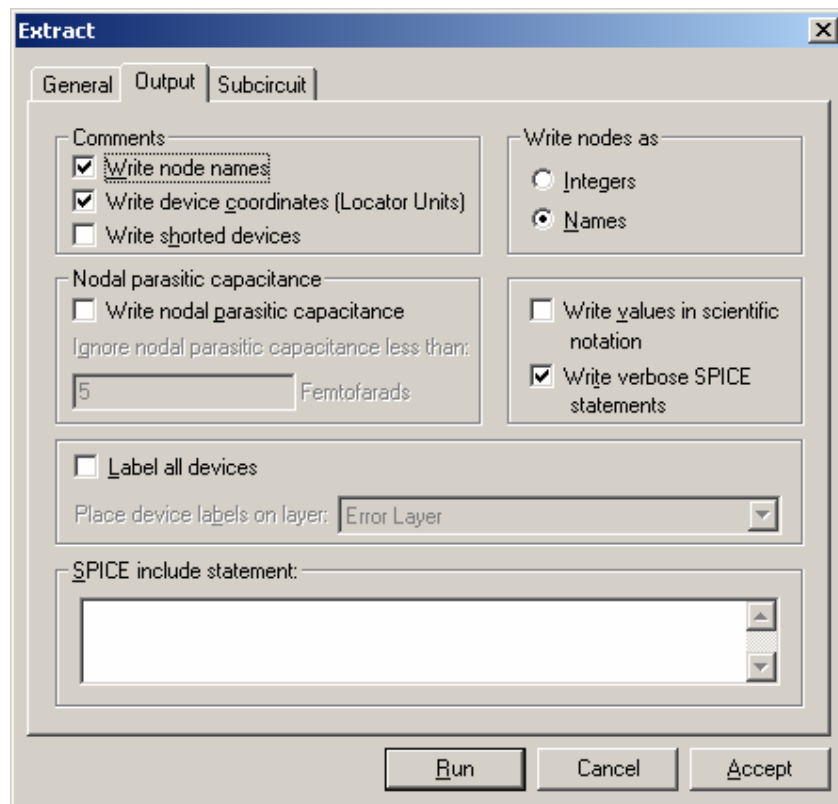 Extract
General Output Subcircuit
Comments
Write node names
Write device coordinates (Locator Units)
Write shorted devices
Write nodes as
Integers
Names
Nodal parasitic capacitance
Write nodal parasitic capacitance
Ignore nodal parasitic capacitance less than:
5 Femtofarads
Write values in scientific
notation
Write verbose SPICE
statements
Label all devices
Place device labels on layer: Error Layer
SPICE include statement:
Run Cancel Accept